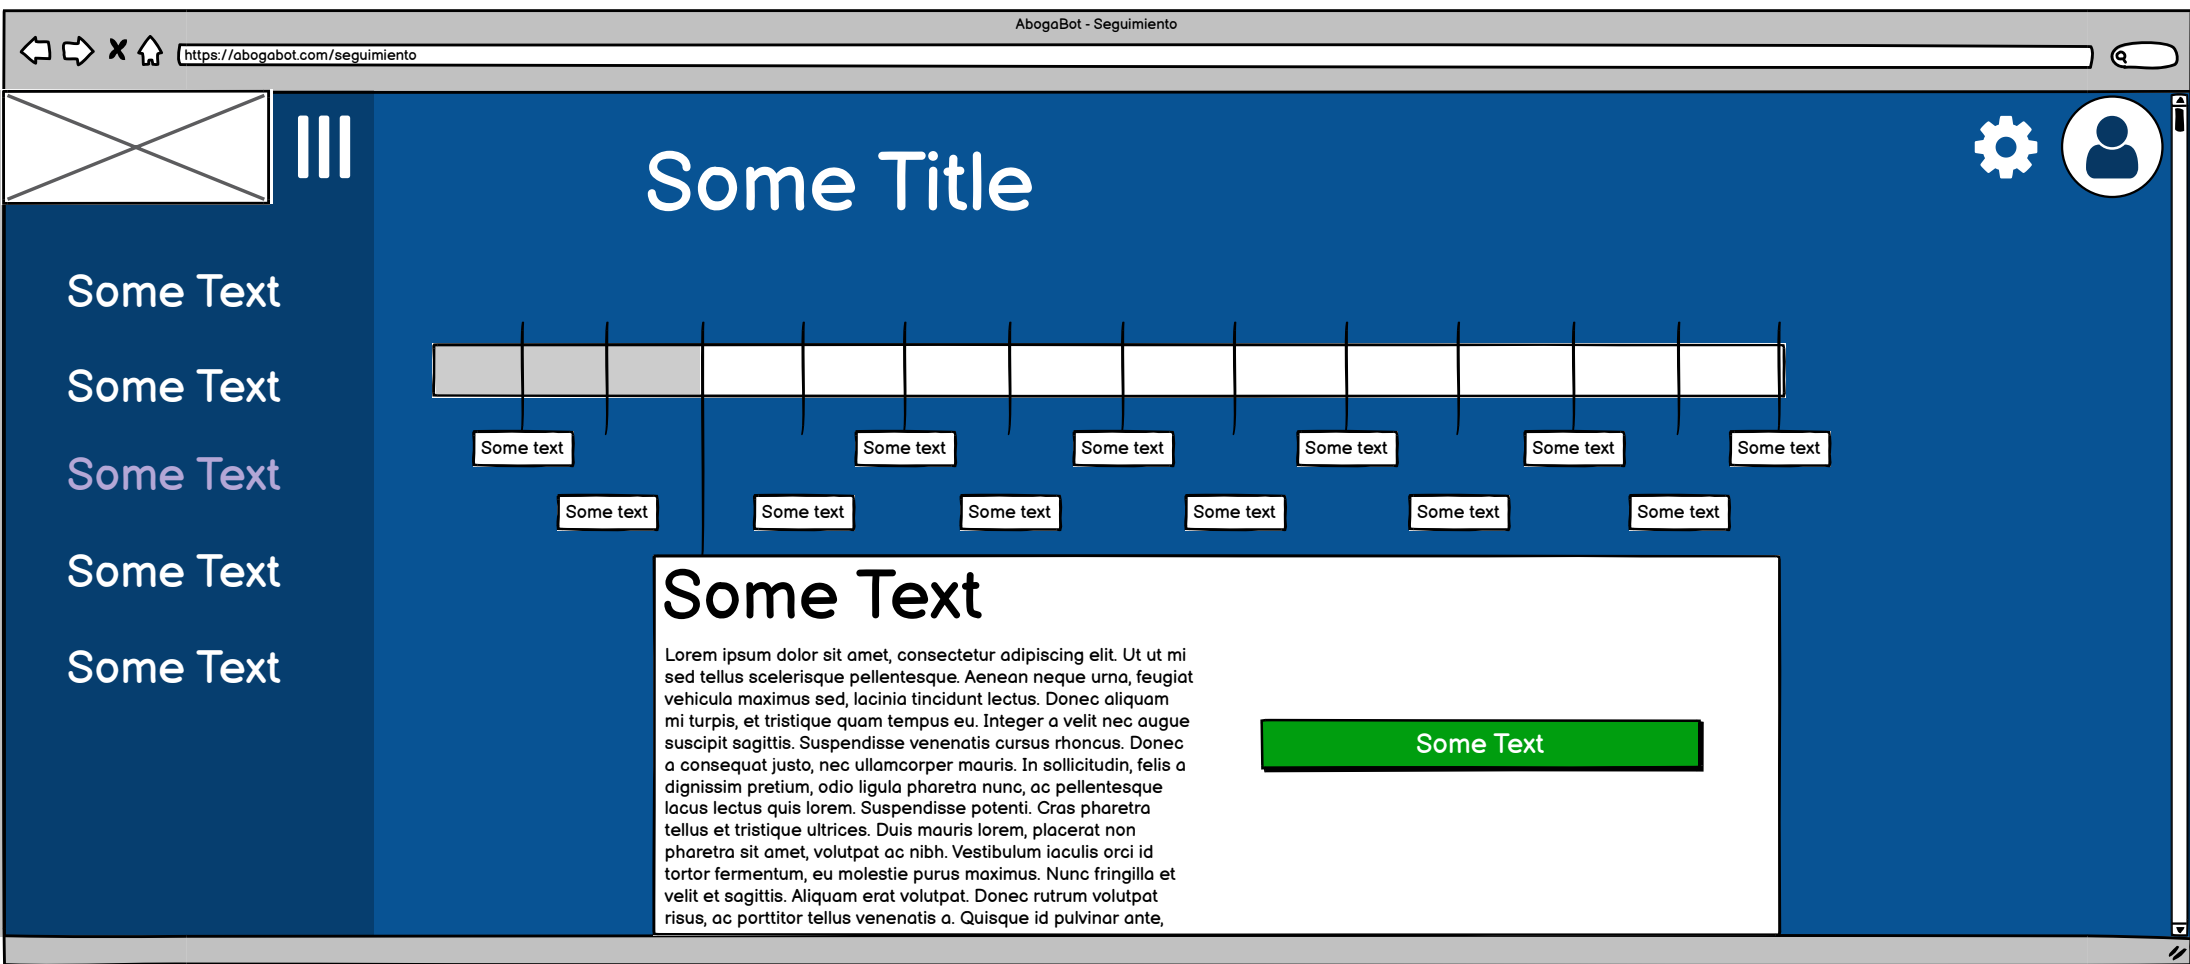 AbogaBot - Seguimiento
https://abogabot.com/seguimiento
Some Title
Some Text
Some Text
Some Text
Some Text
Some Text
Some text
Some text
Some text
Some text
Some text
Some text
Some text
Some text
Some text
Some text
Some text
Some text
Some Text
Lorem ipsum dolor sit amet, consectetur adipiscing elit. Ut ut mi
sed tellus scelerisque pellentesque. Aenean neque urna, feugiat
vehicula maximus sed, lacinia tincidunt lectus. Donec aliquam
mi turpis, et tristique quam tempus eu. Integer a velit nec augue
suscipit sagittis. Suspendisse venenatis cursus rhoncus. Donec
a consequat justo, nec ullamcorper mauris. In sollicitudin, felis a
dignissim pretium, odio ligula pharetra nunc, ac pellentesque
lacus lectus quis lorem. Suspendisse potenti. Cras pharetra
tellus et tristique ultrices. Duis mauris lorem, placerat non
pharetra sit amet, volutpat ac nibh. Vestibulum iaculis orci id
tortor fermentum, eu molestie purus maximus. Nunc fringilla et
velit et sagittis. Aliquam erat volutpat. Donec rutrum volutpat
risus, ac porttitor tellus venenatis a. Quisque id pulvinar ante,
Some Text